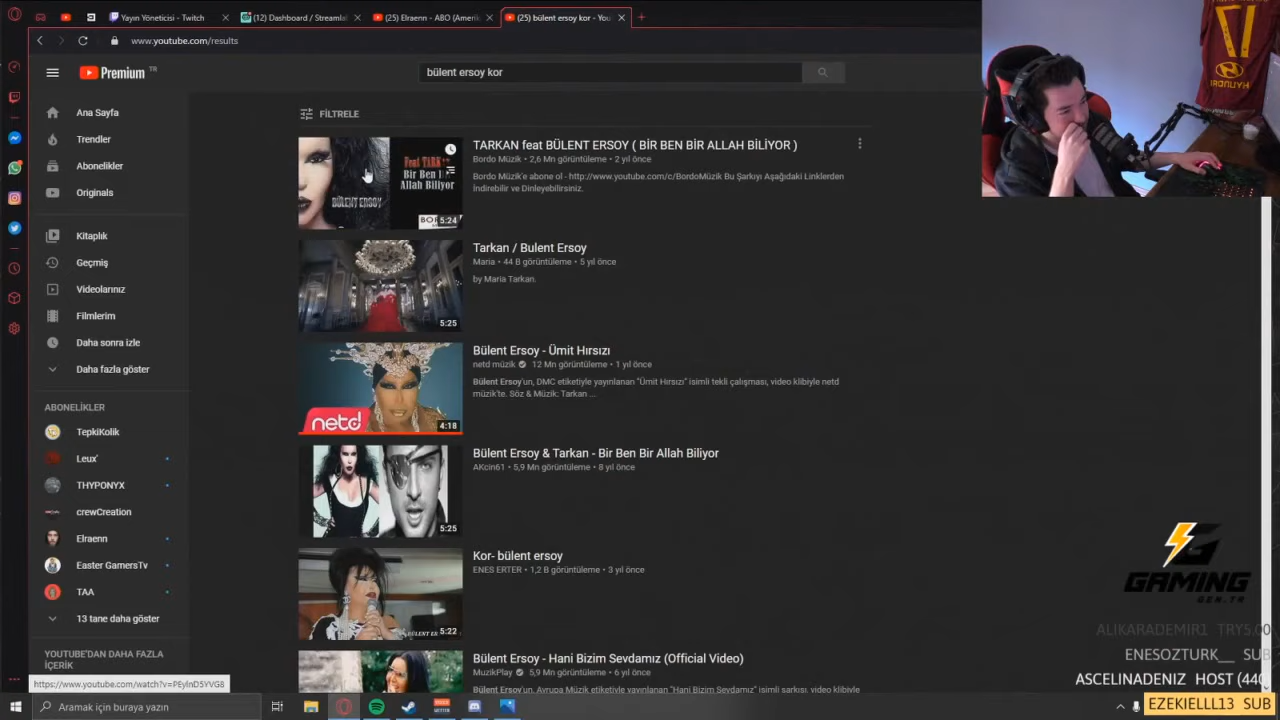 Yayın Yöneticisi - Twitch
(12) Dashboard / Streamlal
(25) Elraenn - ABO (Amerik
(25) bülent ersoy kor - You
www.youtube.com/results
Premium TR
bülent ersoy kor
Ana Sayfa
Trendler
Abonelikler
Originals
Kitaplık
Geçmiş
Videolarınız
Filmlerim
Daha sonra izle
Daha fazla göster
ABONELİKLER
TepkiKolik
Leux'
THYPONYX
crewCreation
Elraenn
Easter GamersTv
TAA
13 tane daha göster
YOUTUBE'DAN DAHA FAZLA
İÇERİK
https://www.youtube.com/watch?v=PEyInD5YVG8
FİLTRELE
Bir Ben
Allah Biliyor
BÜLENT ERSOY
5:24
TARKAN feat BÜLENT ERSOY ( BİR BEN BİR ALLAH BİLİYOR )
Bordo Müzik • 2,6 Mn görüntüleme • 2 yıl önce
Bordo Müzik'e abone ol - http://www.youtube.com/c/BordoMüzik Bu Şarkıyı Aşağıdaki Linklerden
İndirebilir ve Dinleyebilirsiniz.
5:25
Tarkan / Bulent Ersoy
Maria • 44 B görüntüleme • 5 yıl önce
by Maria Tarkan.
netd
4:18
Bülent Ersoy - Ümit Hırsızı
netd müzik 12 Mn görüntüleme • 1 yıl önce
Bülent Ersoy'un, DMC etiketiyle yayınlanan "Ümit Hırsızı" isimli tekli çalışması, video klibiyle netd
müzik'te. Söz & Müzik: Tarkan ...
5:25
Bülent Ersoy & Tarkan - Bir Ben Bir Allah Biliyor
AKcin61 • 5,9 Mn görüntüleme • 8 yıl önce
5:22
Kor- bülent ersoy
ENES ERTER • 1,2 B görüntüleme • 3 yıl önce
Bülent Ersoy - Hani Bizim Sevdamız (Official Video)
MuzikPlay 5,9 Mn görüntüleme • 6 yıl önce
Bülent Ersoy, Avrupa Müzik etiketiyle yayınlanan "Hani Bizim Sevdamız" isimli şarkısı, video klibiyle
G
GAMING
GEN.TR
ALIKARADEMIR1 TRY5,00
ENESOZTURK__ SUB
ASCELINADENIZ HOST (440
EZEKIELLL13 SUB
Aramak için buraya yazın